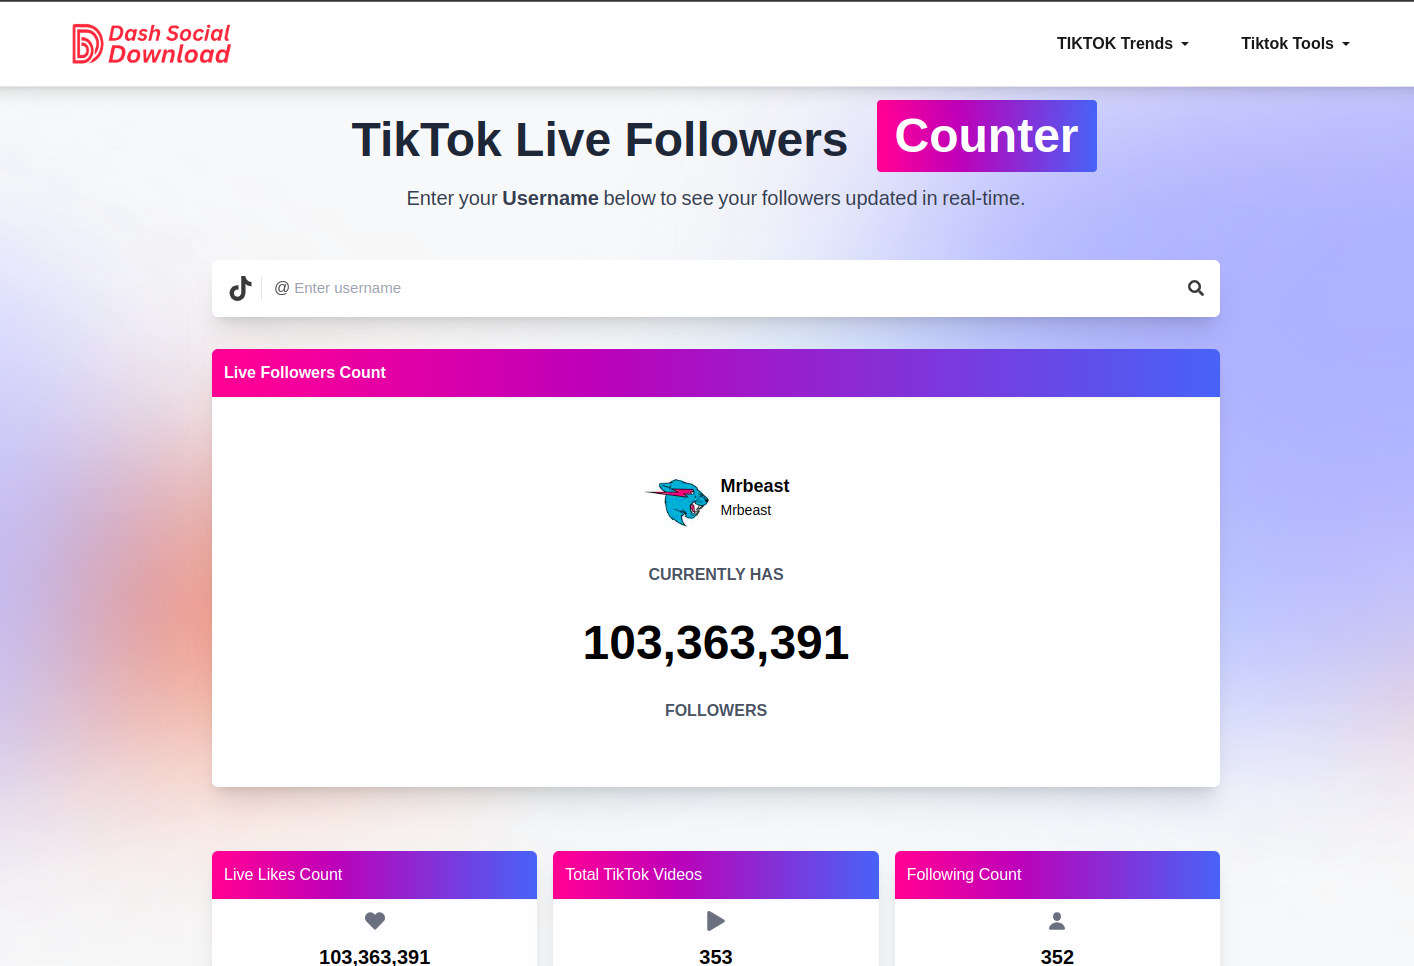 Dash Social
Download
TIKTOK Trends
Tiktok Tools
TikTok Live Followers Counter
Enter your Username below to see your followers updated in real-time.
@ Enter username
Live Followers Count
Mrbeast
Mrbeast
CURRENTLY HAS
103,363,391
FOLLOWERS
Live Likes Count
103,363,391
Total TikTok Videos
353
Following Count
352